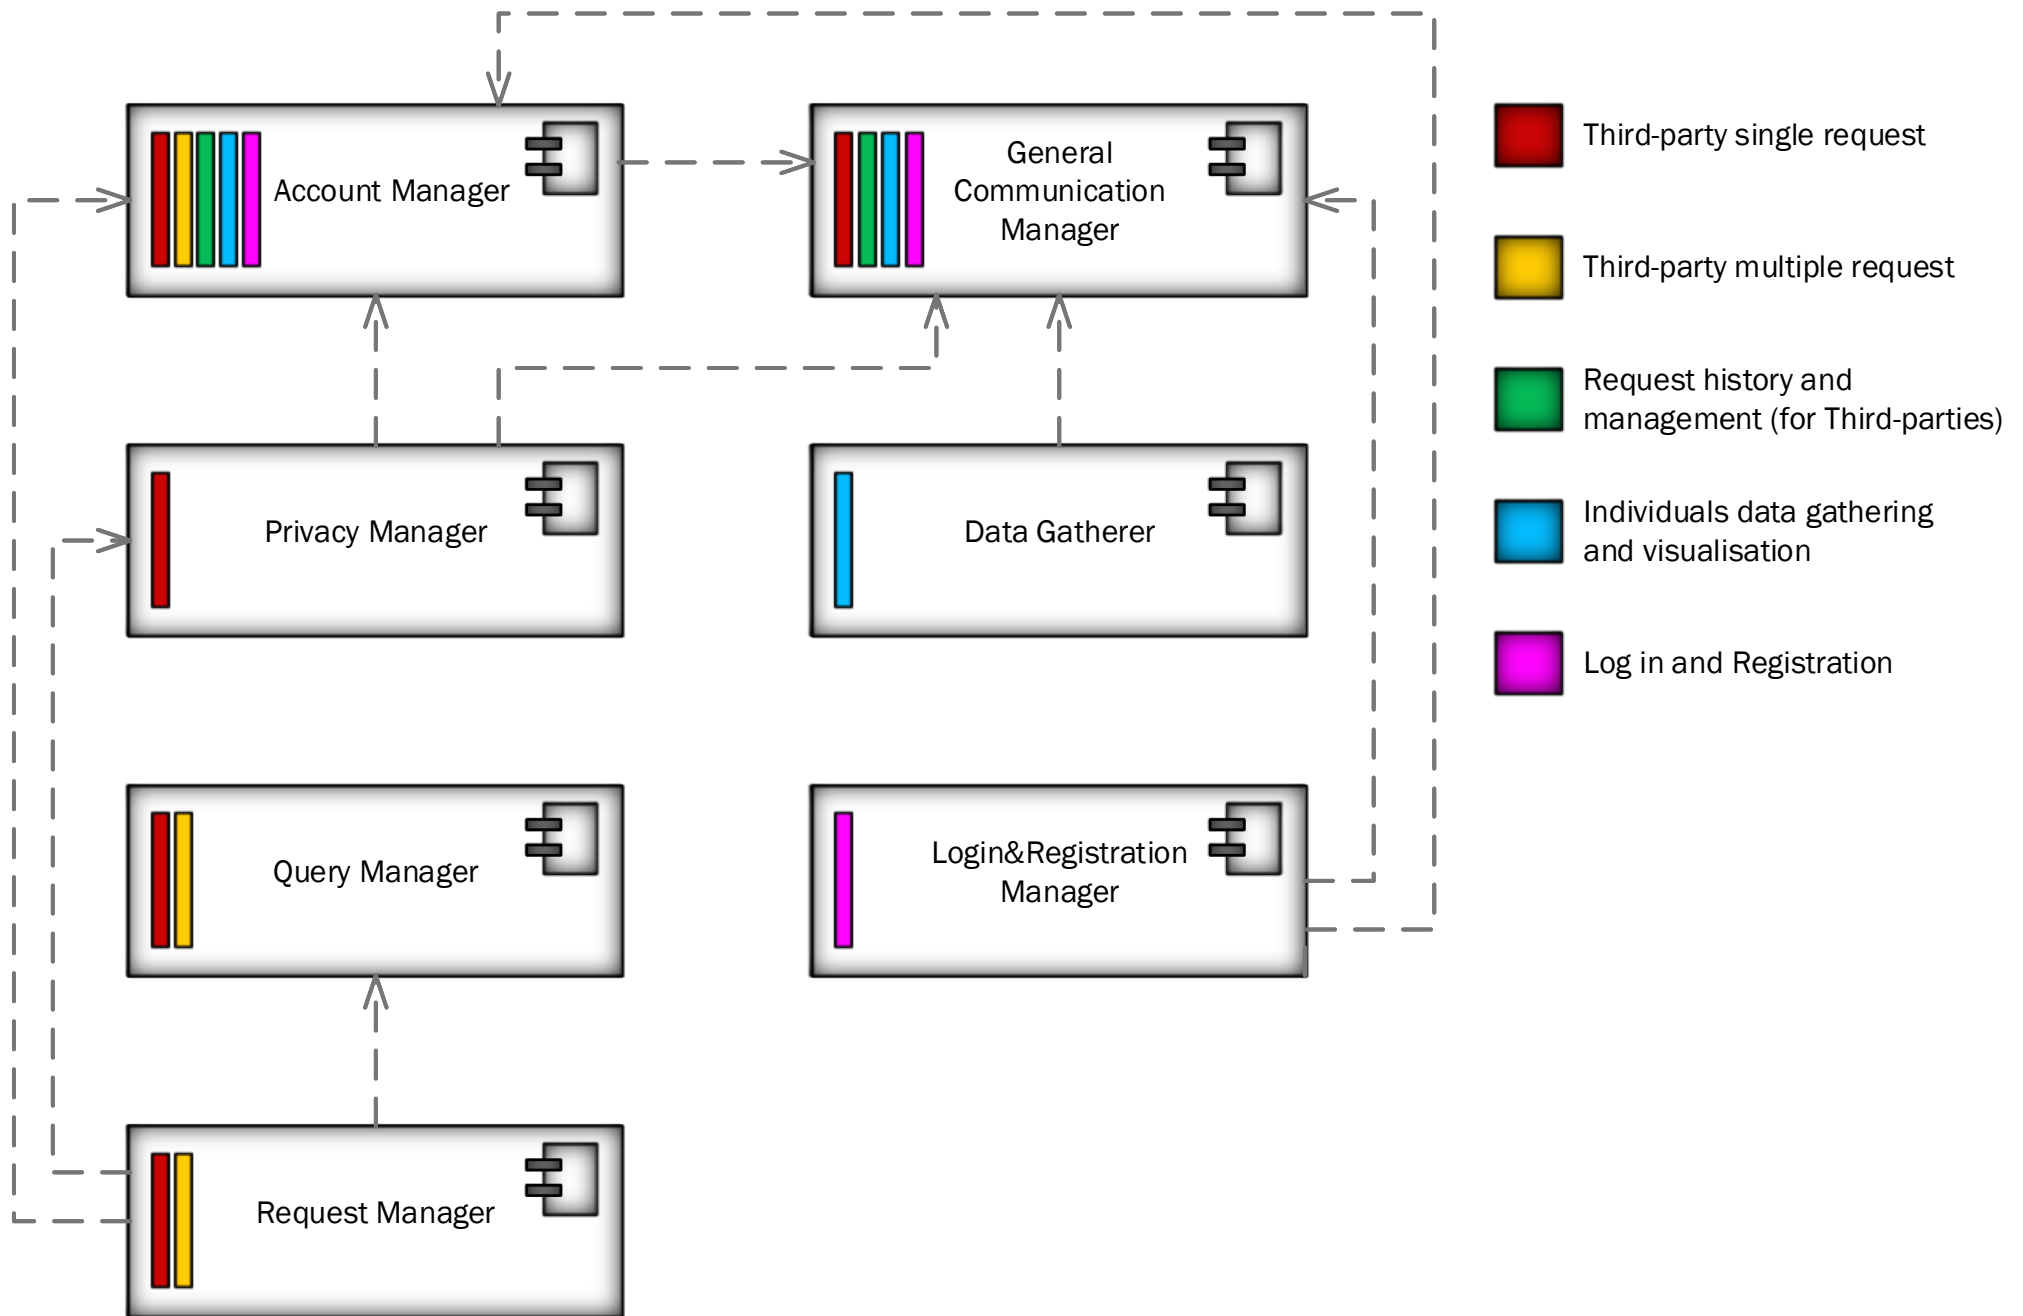 Account Manager
General
Communication
Manager
Privacy Manager
Data Gatherer
Query Manager
Login&Registration
Manager
Request Manager
Third-party single request
Third-party multiple request
Request history and
management (for Third-parties)
Individuals data gathering
and visualisation
Log in and Registration